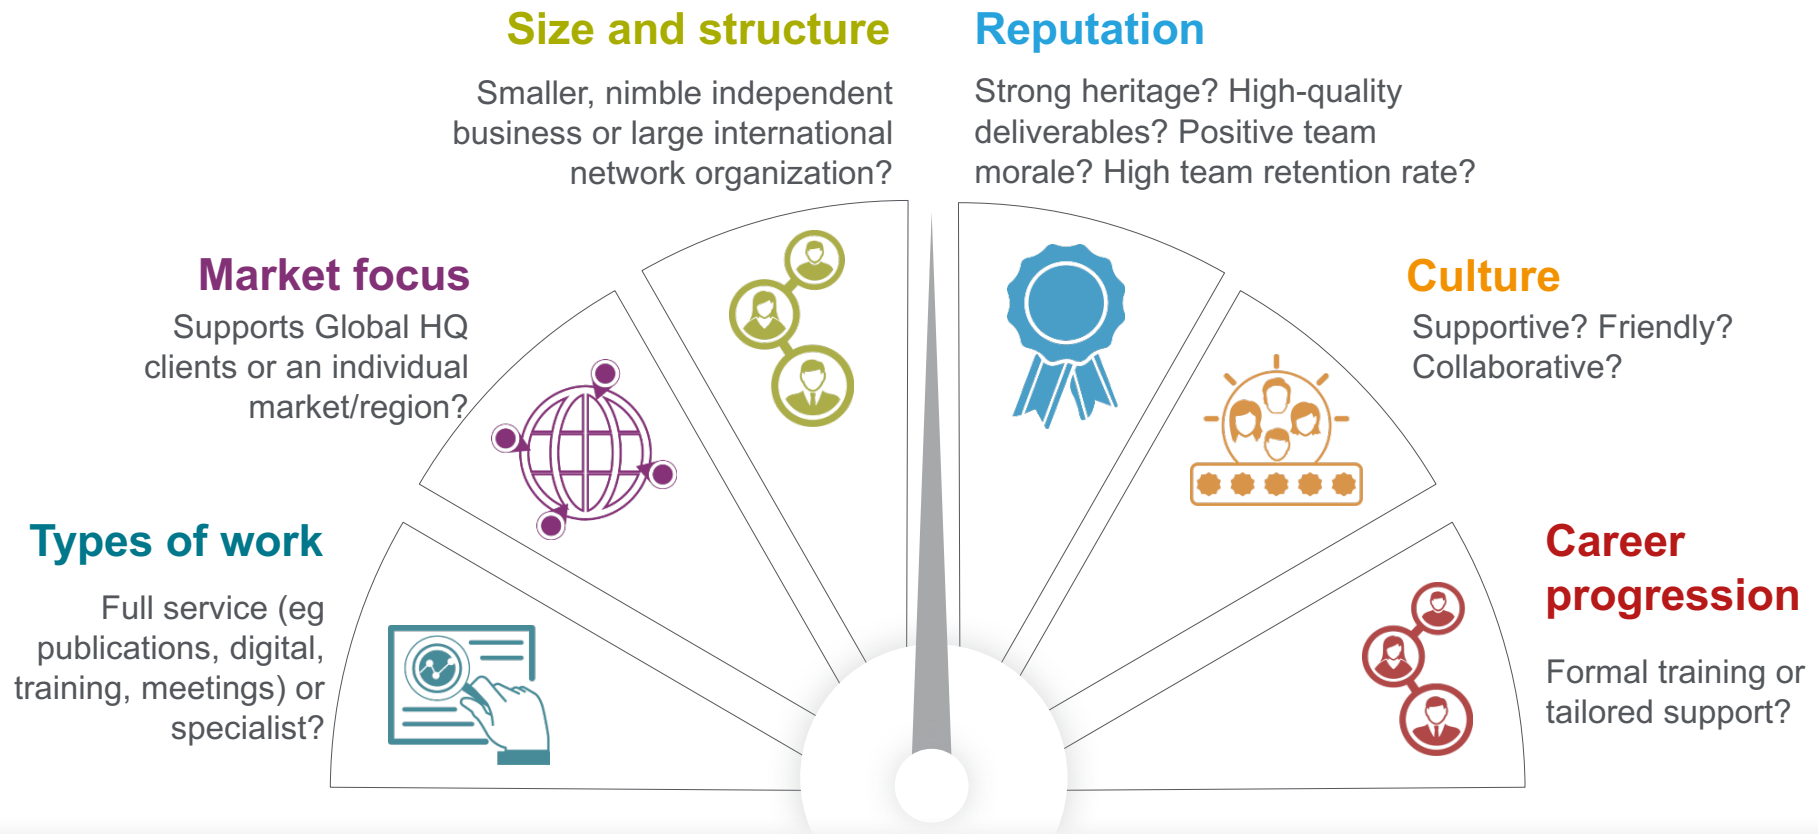 Size and structure
Smaller, nimble independent
business or large international
network organization?
Reputation
Strong heritage? High-quality
deliverables? Positive team
morale? High team retention rate?
Market focus
Supports Global HQ
clients or an individual
market/region?
Culture
Supportive? Friendly?
Collaborative?
Types of work
Full service (eg
publications, digital,
training, meetings) or
specialist?
Career
progression
Formal training or
tailored support?